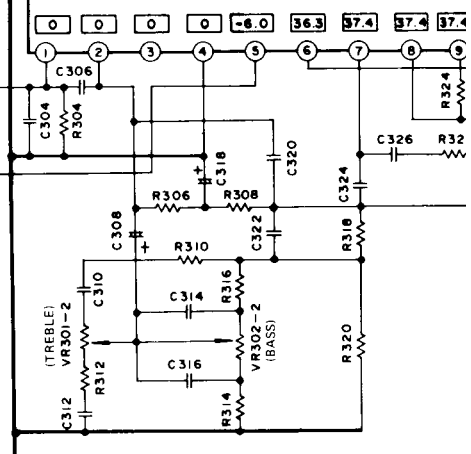 0 0 0 0 -6.0 36.3 37.4 37.4 37.4
1 2 3 4 5 6 7 8 9
C306
R324
C304
R304
C326
R32
C318
+
C320
C324
R306
R308
C308
+
C322
R318
R310
C310
R316
C314
(TREBLE)
VR301-2
VR302-2
(BASS)
R320
R312
C316
C312
R314